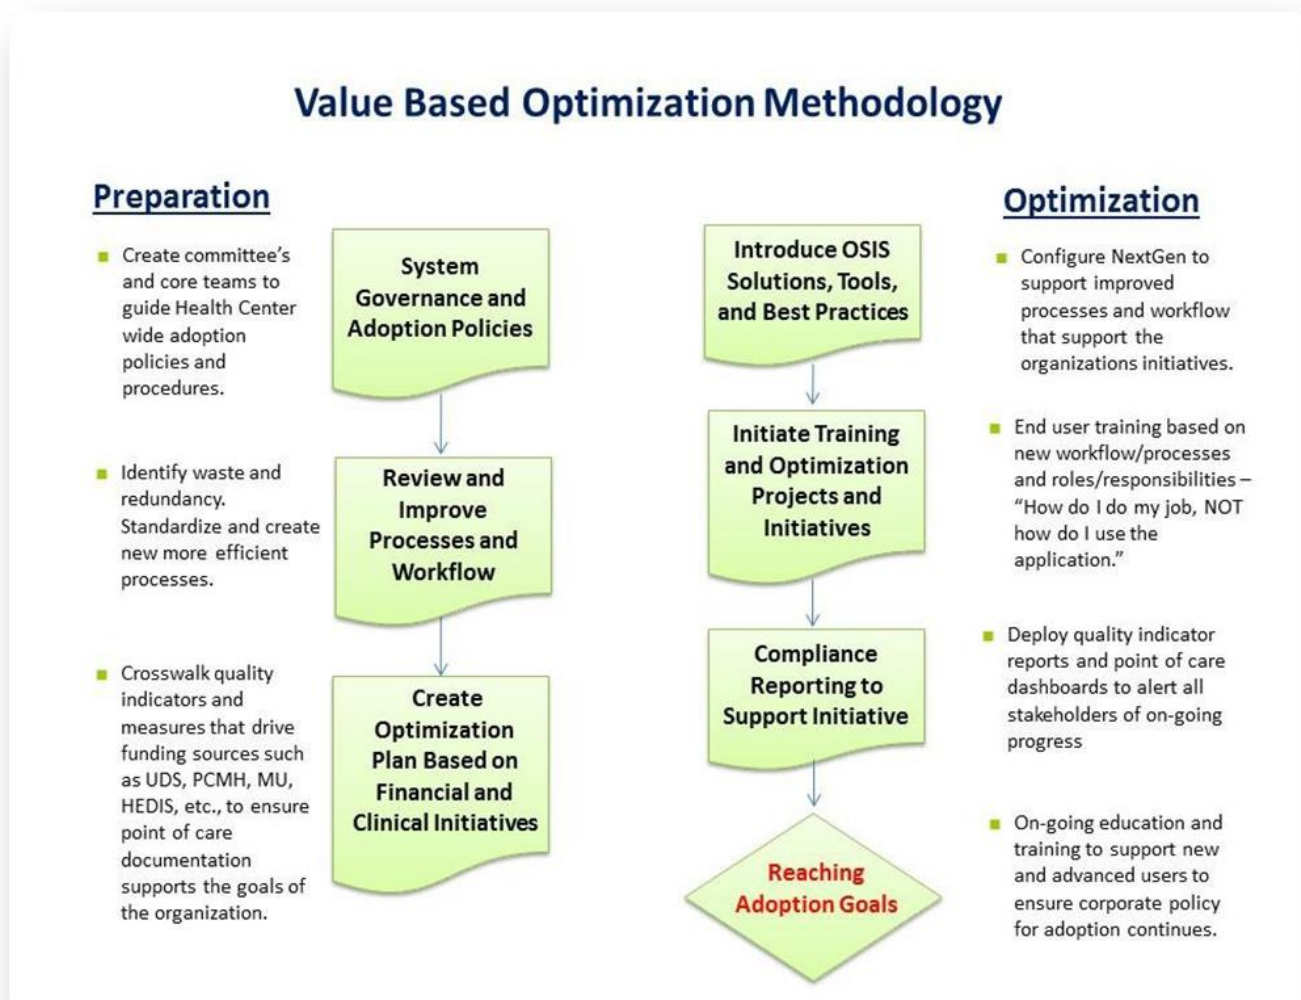 Value Based Optimization Methodology
Preparation
Create committee's
and core teams to
guide Health Center
wide adoption
policies and
procedures.
Identify waste and
redundancy.
Standardize and create
new more efficient
processes.
Crosswalk quality
indicators and
measures that drive
funding sources such
as UDS, PCMH, MU,
HEDIS, etc., to ensure
point of care
documentation
supports the goals of
the organization.
System
Governance and
Adoption Policies
Review and
Improve
Processes and
Workflow
Create
Optimization
Plan Based on
Financial and
Clinical Initiatives
Introduce OSIS
Solutions, Tools,
and Best Practices
Initiate Training
and Optimization
Projects and
Initiatives
Compliance
Reporting to
Support Initiative
Reaching
Adoption Goals
Optimization
Configure NextGen to
support improved
processes and workflow
that support the
organizations initiatives.
End user training based on
new workflow/processes
and roles/responsibilities –
“How do I do my job, NOT
how do I use the
application.”
Deploy quality indicator
reports and point of care
dashboards to alert all
stakeholders of on-going
progress
On-going education and
training to support new
and advanced users to
ensure corporate policy
for adoption continues.